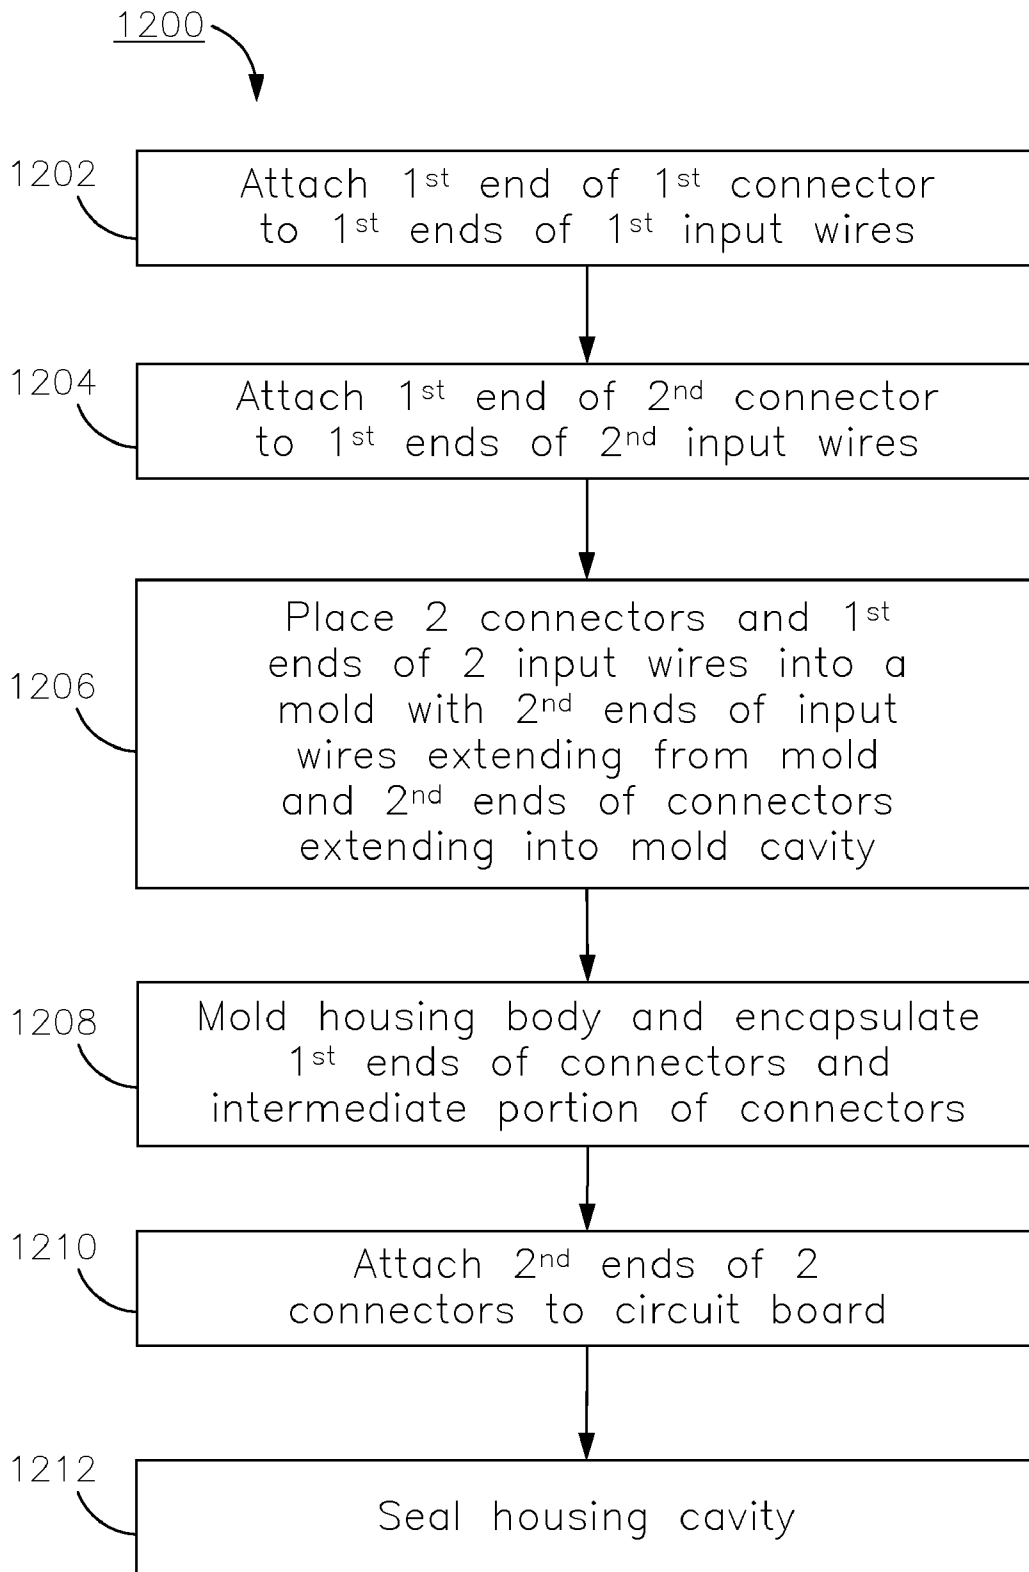 1200
1202
Attach 1st end of 1st connector
to 1st ends of 1st input wires
1204
Attach 1st end of 2nd connector
to 1st ends of 2nd input wires
1206
Place 2 connectors and 1st
ends of 2 input wires into a
mold with 2nd ends of input
wires extending from mold
and 2nd ends of connectors
extending into mold cavity
1208
Mold housing body and encapsulate
1st ends of connectors and
intermediate portion of connectors
1210
Attach 2nd ends of 2
connectors to circuit board
1212
Seal housing cavity